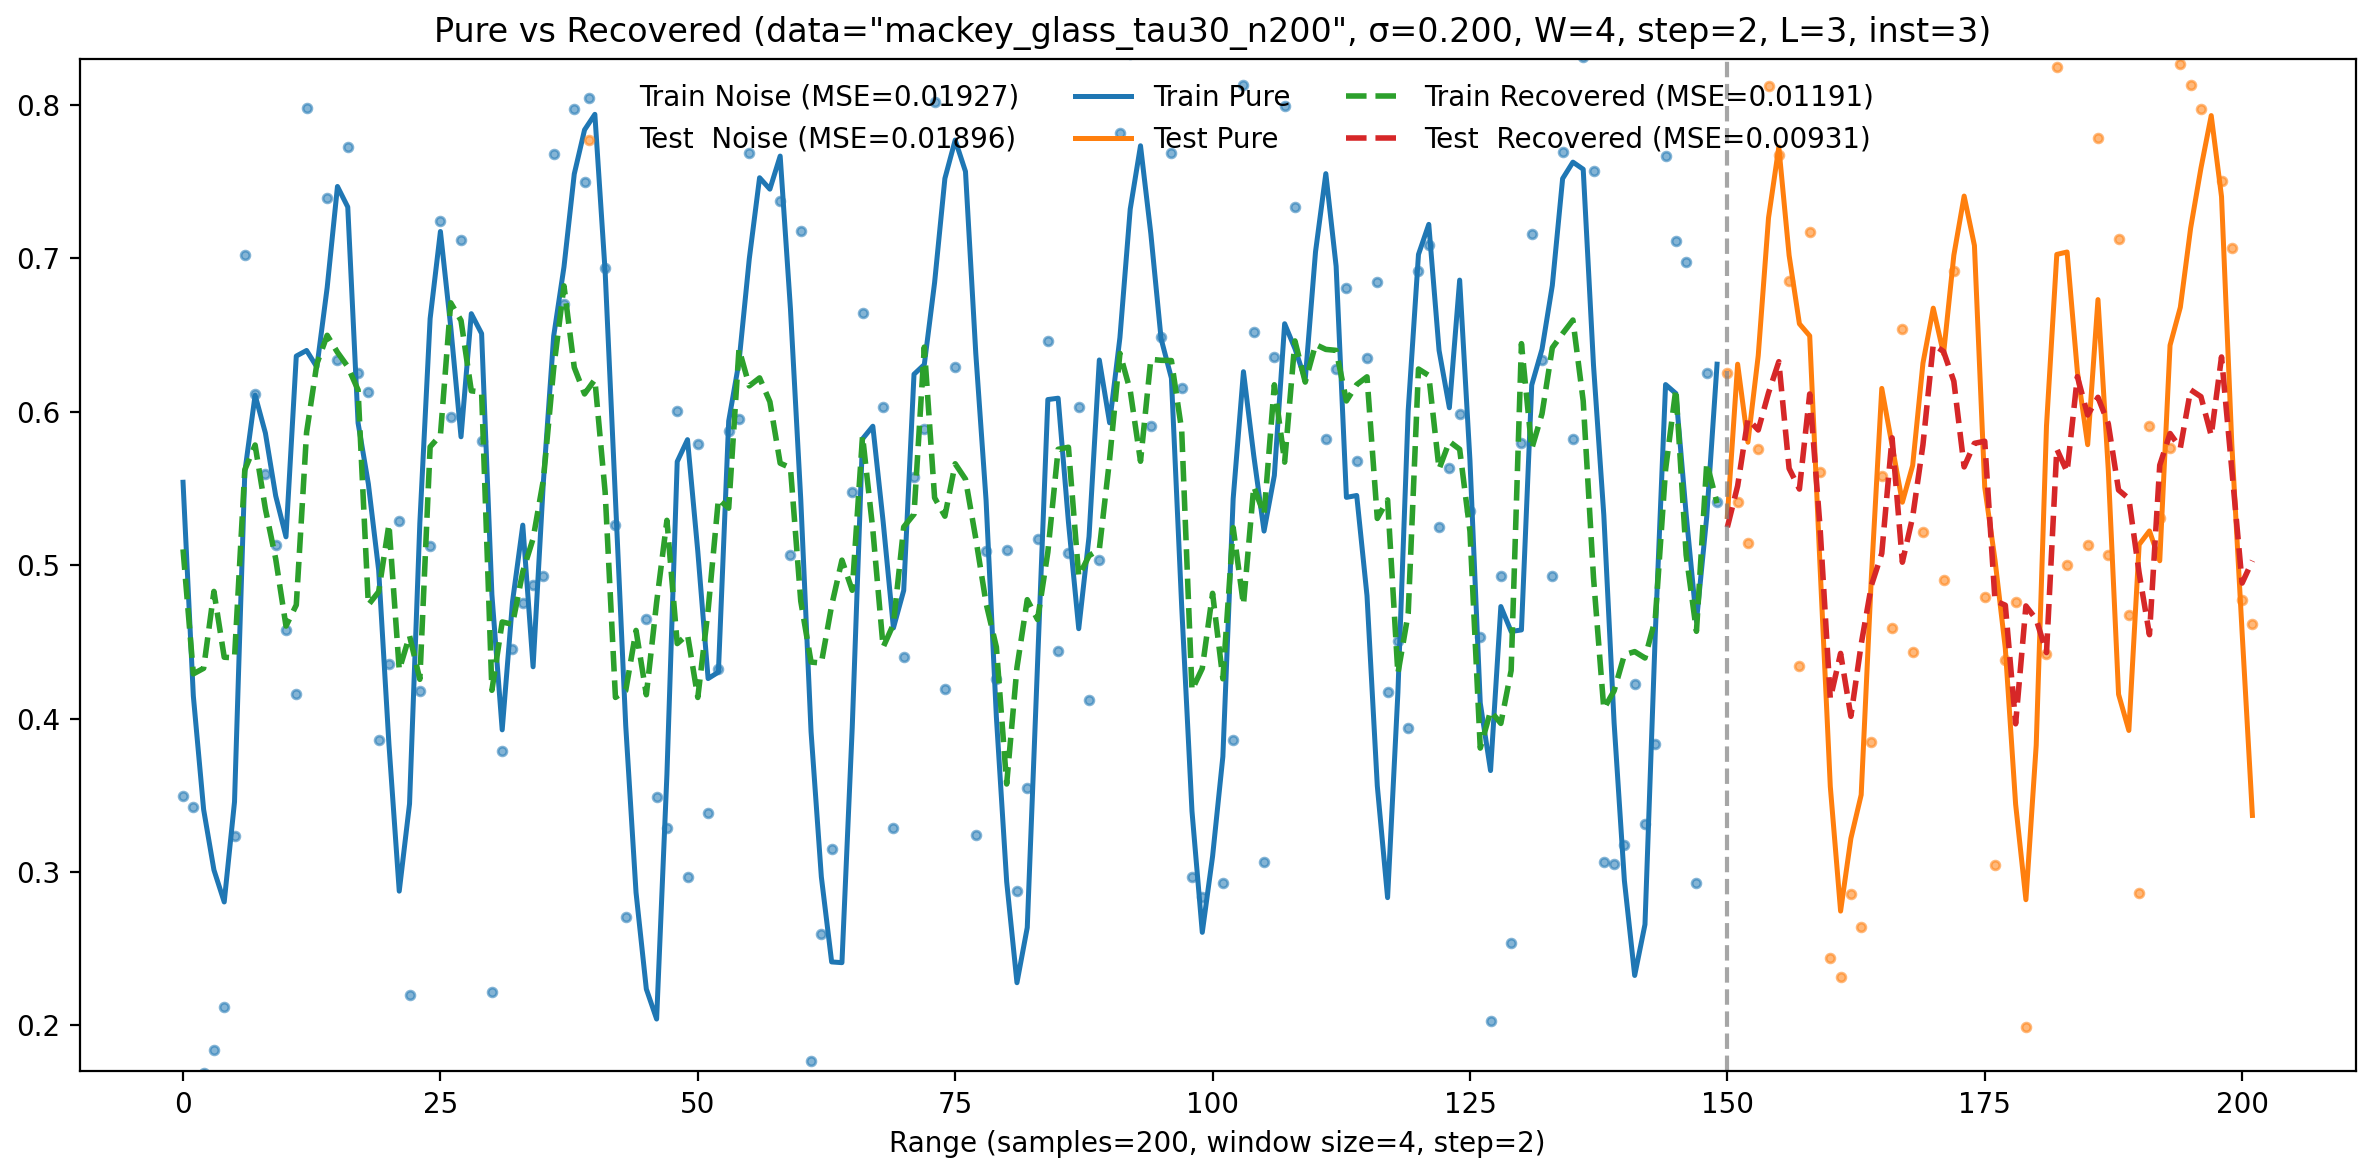 Pure vs Recovered (data="mackey_glass_tau30_n200", σ=0.200, W=4, step=2, L=3, inst=3)
Train Noise (MSE=0.01927) Train Pure Train Recovered (MSE=0.01191)
Test  Noise (MSE=0.01896) Test Pure Test  Recovered (MSE=0.00931)
0.8
0.7
0.6
0.5
0.4
0.3
0.2
0 25 50 75 100 125 150 175 200
Range (samples=200, window size=4, step=2)